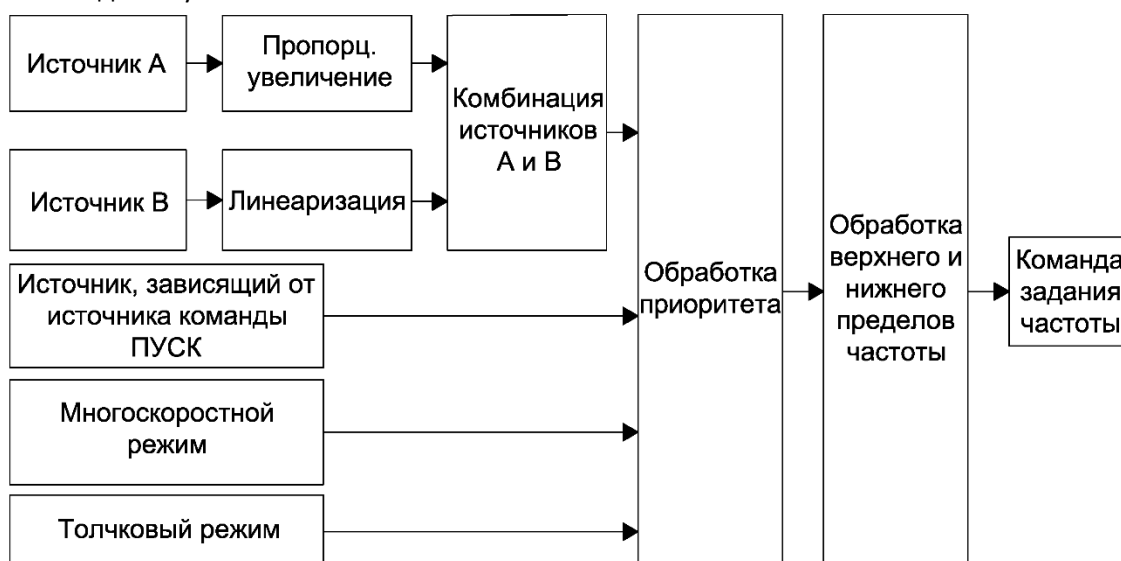 Источник А
Пропорц.
увеличение
Комбинация
источников
А и В
Источник В
Линеаризация
Источник, зависящий от
источника команды
ПУСК
Многоскоростной
режим
Толчковый режим
Обработка
приоритета
Обработка
верхнего и
нижнего
пределов
частоты
Команда
задания
частоты